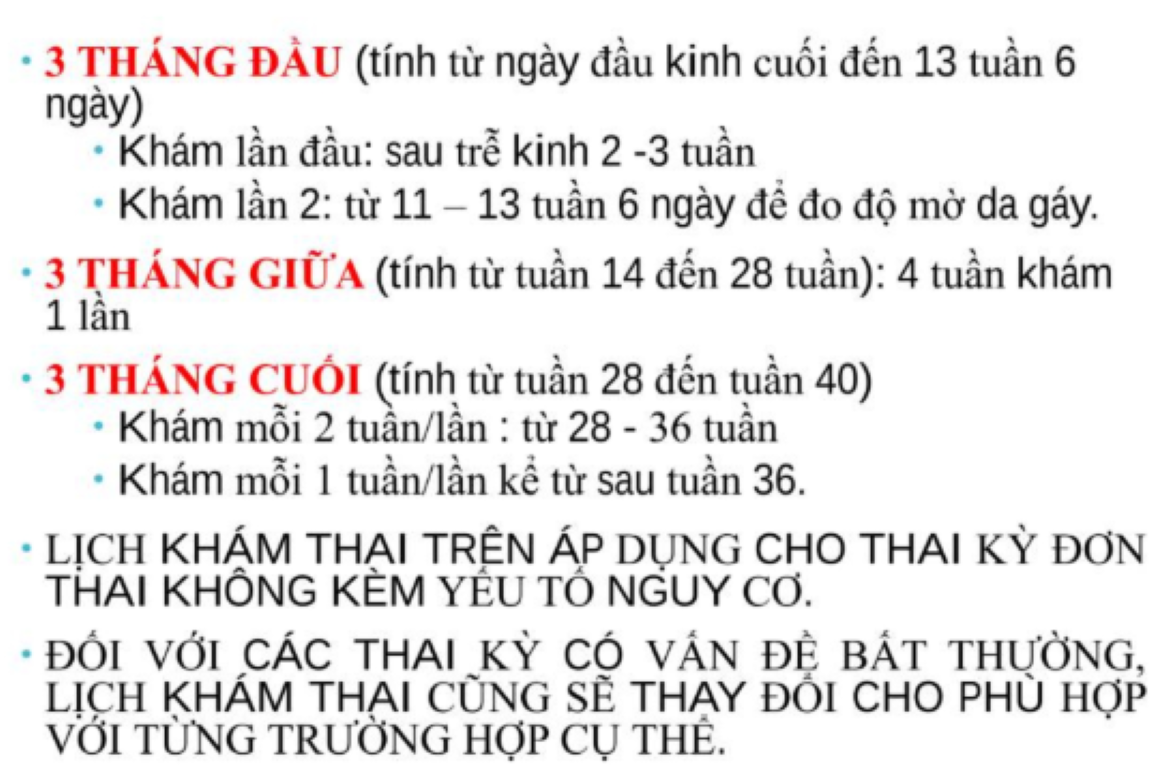 • 3 THÁNG ĐẦU (tính từ ngày đầu kinh cuối đến 13 tuần 6
ngày)
• Khám lần đầu: sau trễ kinh 2 -3 tuần
• Khám lần 2: từ 11 – 13 tuần 6 ngày để đo độ mờ da gáy.
• 3 THÁNG GIỮA (tính từ tuần 14 đến 28 tuần): 4 tuần khám
1 lần
• 3 THÁNG CUỐI (tính từ tuần 28 đến tuần 40)
• Khám mỗi 2 tuần/lần : từ 28 - 36 tuần
• Khám mỗi 1 tuần/lần kể từ sau tuần 36.
• LỊCH KHÁM THAI TRÊN ÁP DỤNG CHO THAI KỲ ĐƠN
THAI KHÔNG KÈM YẾU TỐ NGUY CƠ.
• ĐỐI VỚI CÁC THAI KỲ CÓ VẤN ĐỀ BẤT THƯỜNG,
LỊCH KHÁM THAI CŨNG SẼ THAY ĐỔI CHO PHÙ HỢP
VỚI TỪNG TRƯỜNG HỢP CỤ THỂ.